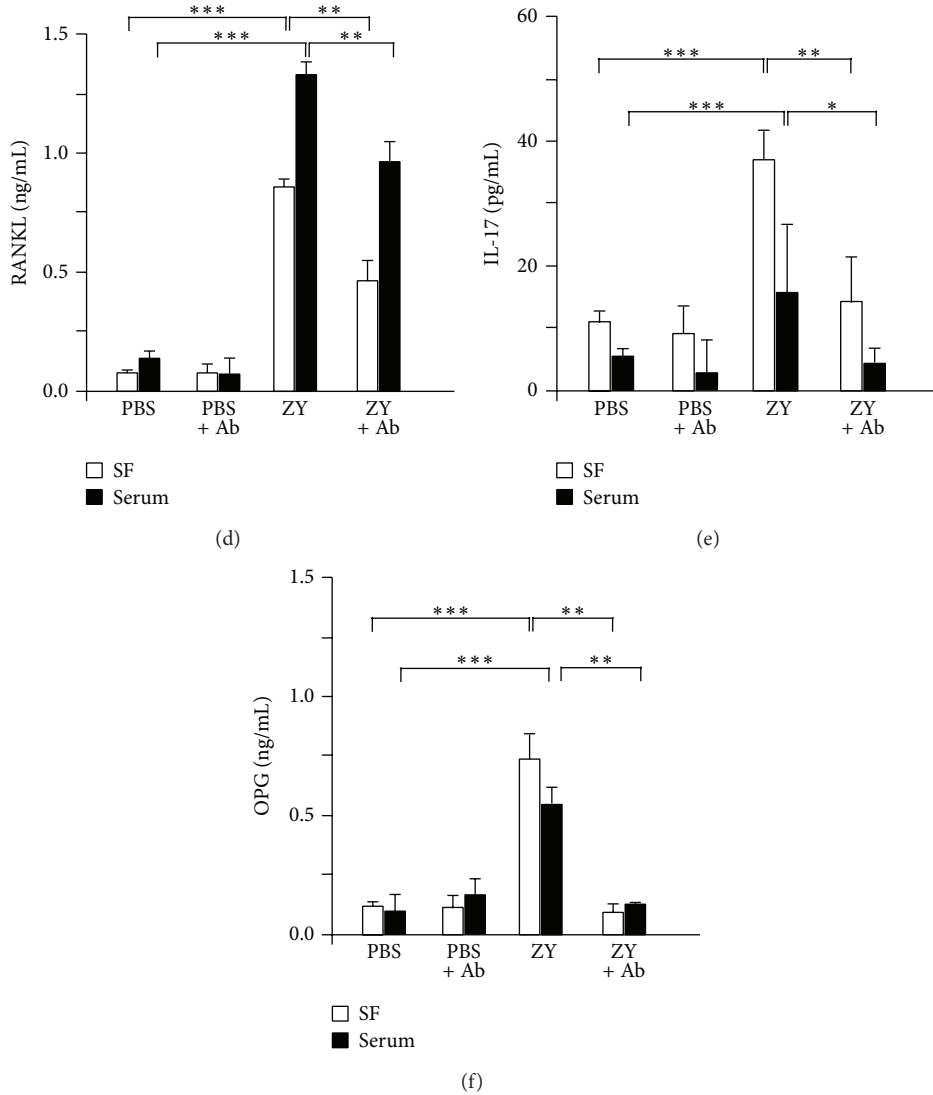 *** **
*** **
1.5
1.0
0.5
0.0
RANKL (ng/mL)
PBS PBS ZY ZY
+ Ab + Ab
SF
Serum
(d)
60
40
20
0
IL-17 (pg/mL)
*** **
*** *
PBS PBS ZY ZY
+ Ab + Ab
SF
Serum
(e)
1.5
1.0
0.5
0.0
OPG (ng/mL)
*** **
*** **
PBS PBS ZY ZY
+ Ab + Ab
SF
Serum
(f)